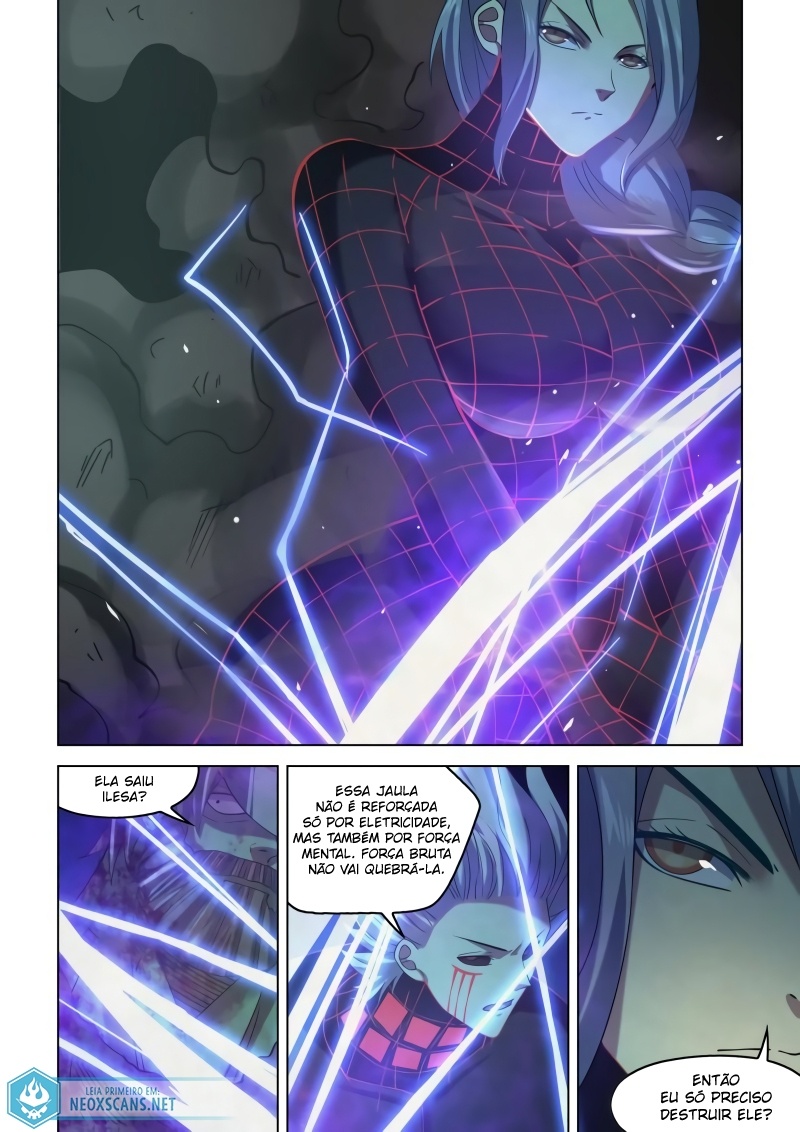 ELA SAIU
ILESA?
ESSA JAULA
NÃO É REFORÇADA
SÓ POR ELETRICIDADE,
MAS TAMBÉM POR FORÇA
MENTAL. FORÇA BRUTA
NÃO VAI QUEBRÁ-LA.
ENTÃO
EU SÓ PRECISO
DESTRUIR ELE?
LEIA PRIMEIRO EM:
NEOXSCANS.NET